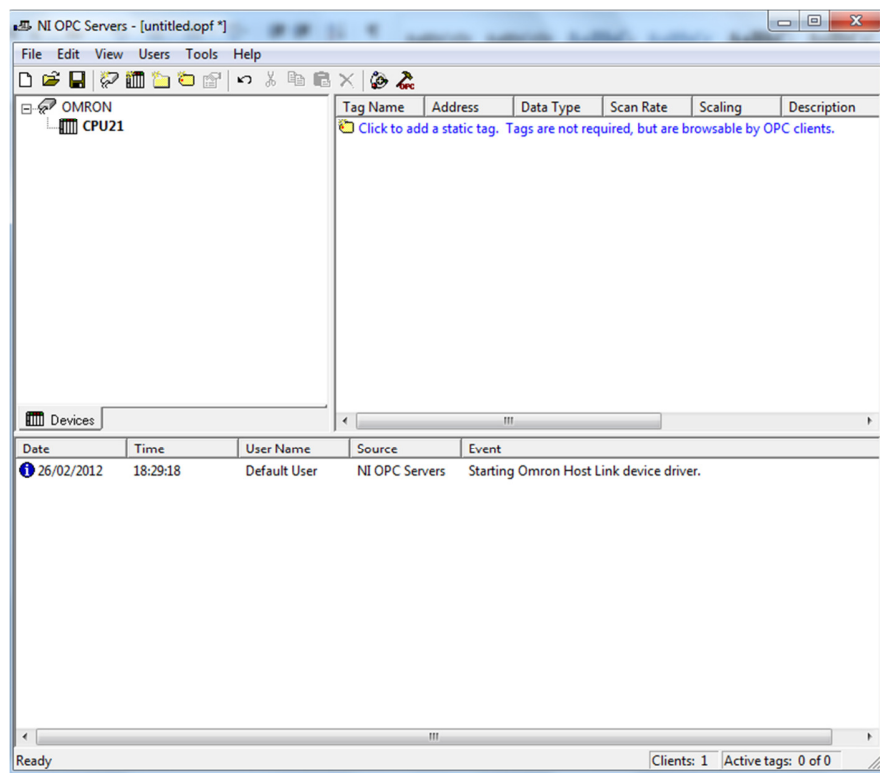 NI OPC Servers - [untitled.opf *]
File Edit View Users Tools Help
OMRON
CPU21
Devices
Tag Name Address Data Type Scan Rate Scaling Description
Click to add a static tag. Tags are not required, but are browsable by OPC clients.
Date Time User Name Source Event
26/02/2012 18:29:18 Default User NI OPC Servers Starting Omron Host Link device driver.
Ready Clients: 1 Active tags: 0 of 0